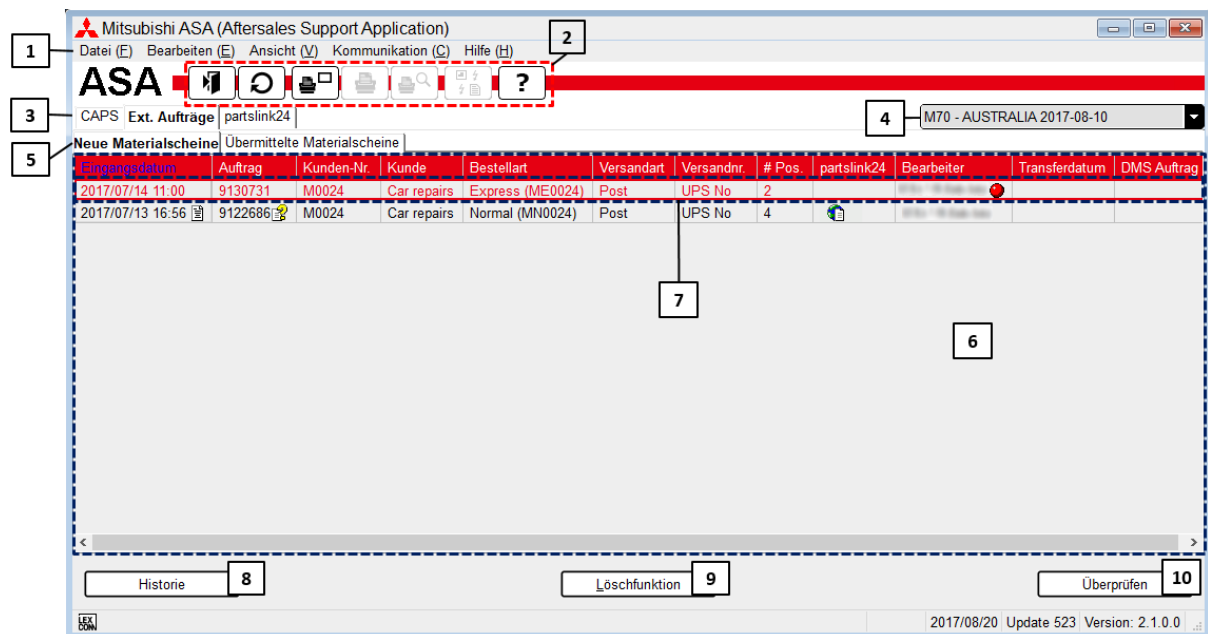 Mitsubishi ASA (Aftersales Support Application)
2
1
Datei (F) Bearbeiten (E) Ansicht (V) Kommunikation (C) Hilfe (H)
ASA ?
3
CAPS Ext. Aufträge partslink24
4
M70 - AUSTRALIA 2017-08-10
5
Neue Materialscheine Übermittelte Materialscheine
Eingangsdatum Auftrag Kunden-Nr. Kunde Bestellart Versandart Versandnr. # Pos. partslink24 Bearbeiter Transferdatum DMS Auftrag
2017/07/14 11:00 9130731 M0024 Car repairs Express (ME0024) Post UPS No 2
2017/07/13 16:56 9122686 M0024 Car repairs Normal (MN0024) Post UPS No 4
7
6
Historie 8 Löschfunktion 9 Überprüfen 10
LEX
COM
2017/08/20 Update 523 Version: 2.1.0.0